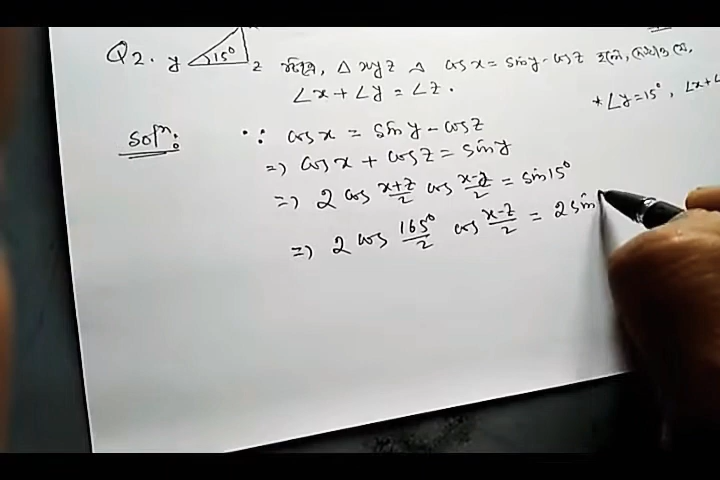 Q2. y 15° z চিত্রে, Δ xyz এ cos x = sin y - cos z হলে, দেখাও যে,
∠x + ∠y = ∠z.
* ∠y = 15°, ∠x + ∠
Solⁿ: ∵ cos x = sin y - cos z
=> cos x + cos z = sin y
=> 2 cos x+z/2 cos x-y/2 = sin 15°
=> 2 cos 165°/2 cos x-z/2 = 2 sin